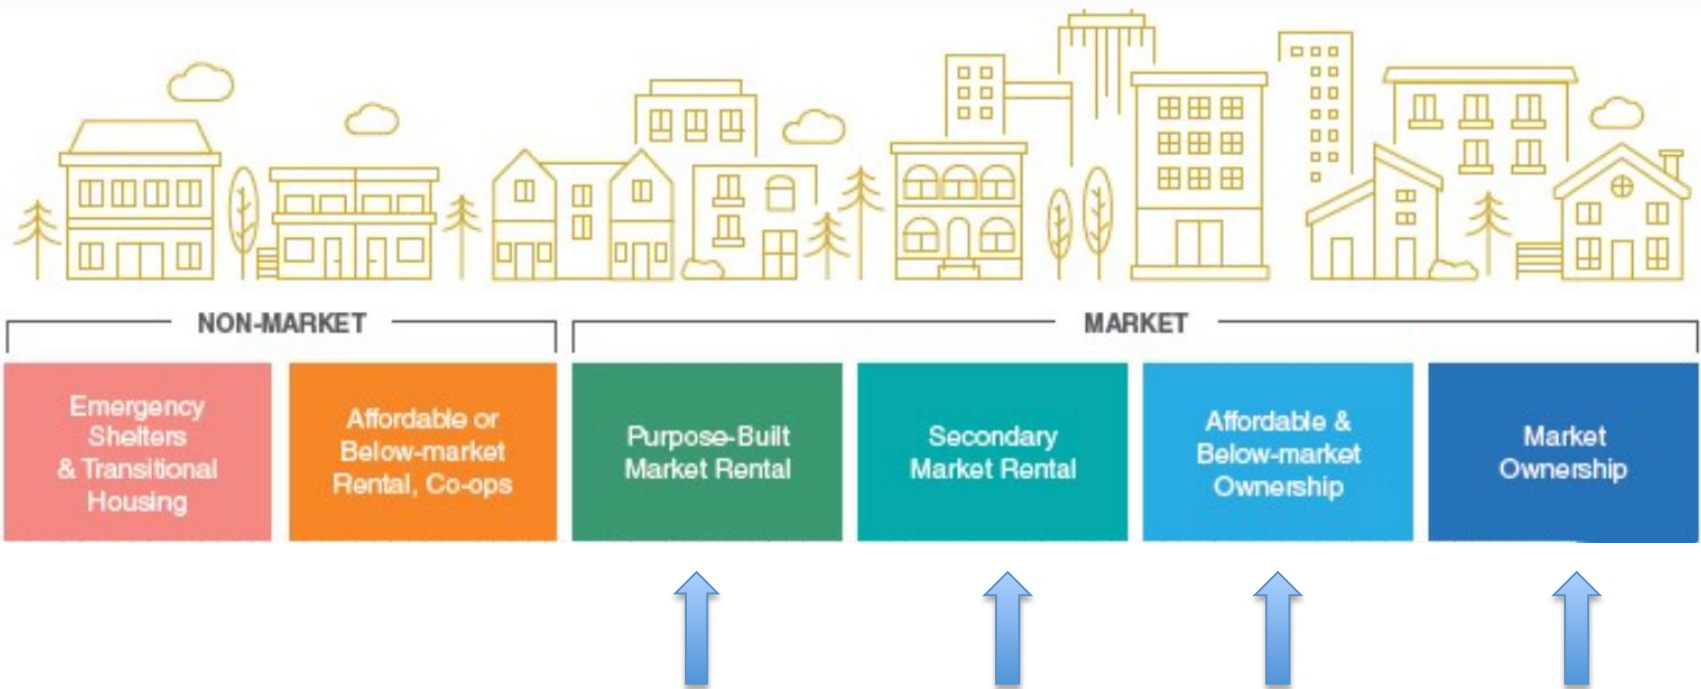 NON-MARKET
MARKET
Emergency
Shelters
& Transitional
Housing
Affordable or
Below-market
Rental, Co-ops
Purpose-Built
Market Rental
Secondary
Market Rental
Affordable &
Below-market
Ownership
Market
Ownership